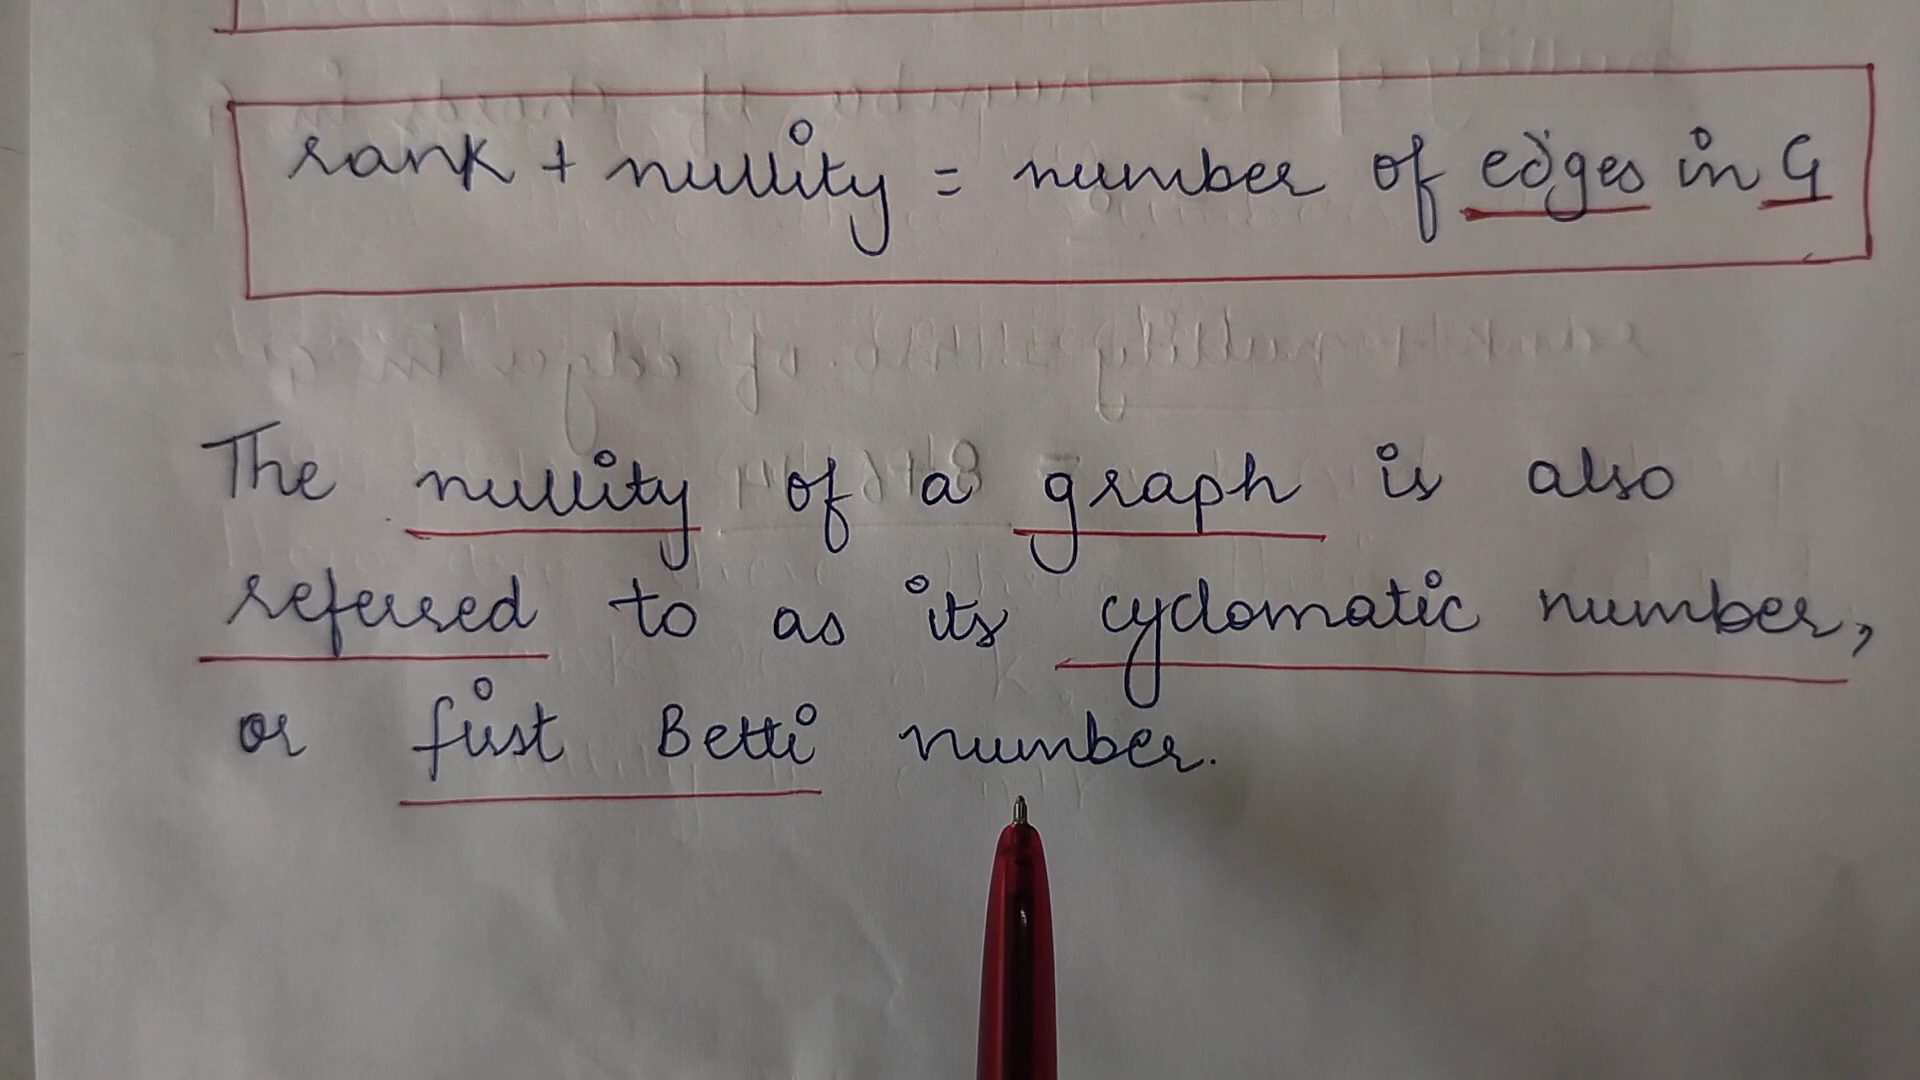 rank + nullity = number of edges in G
The nullity of a graph is also
referred to as its cyclomatic number,
or first Betti number.